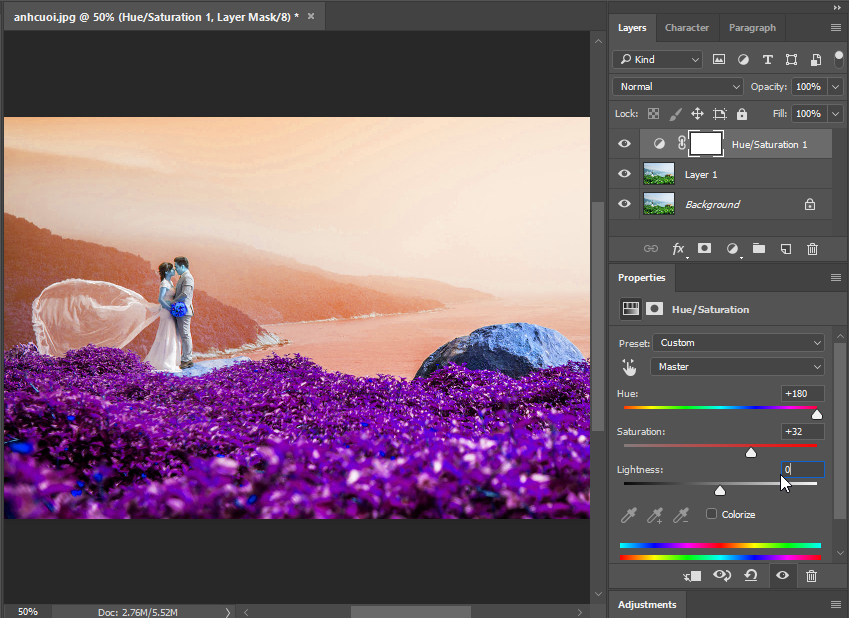 anhcuoi.jpg @ 50% (Hue/Saturation 1, Layer Mask/8) * ×
Layers Character Paragraph
Kind
Normal Opacity: 100%
Lock: Fill: 100%
Hue/Saturation 1
Layer 1
Background
fx
Properties
Hue/Saturation
Preset: Custom
Master
Hue: +180
Saturation: +32
Lightness: 0
Colorize
50% Doc: 2.76M/5.52M
Adjustments